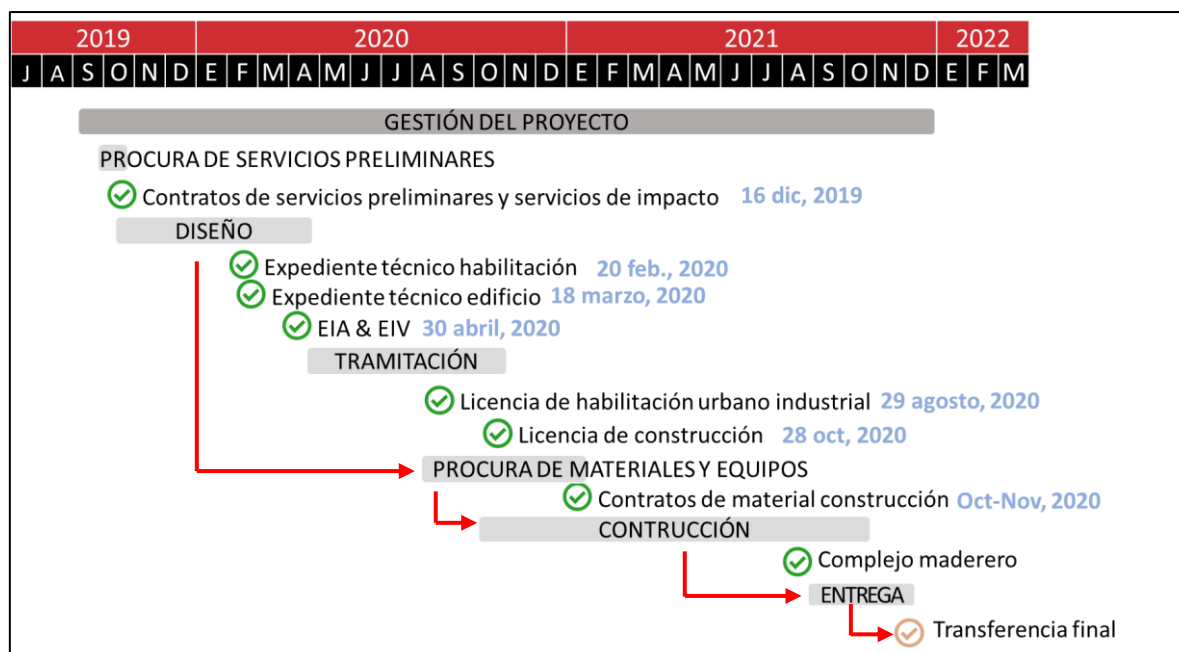 2019 2020 2021 2022
J A S O N D E F M A M J J A S O N D E F M A M J J A S O N D E F M
GESTIÓN DEL PROYECTO
PROCURA DE SERVICIOS PRELIMINARES
Contratos de servicios preliminares y servicios de impacto 16 dic, 2019
DISEÑO
Expediente técnico habilitación 20 feb., 2020
Expediente técnico edificio 18 marzo, 2020
EIA & EIV 30 abril, 2020
TRAMITACIÓN
Licencia de habilitación urbano industrial 29 agosto, 2020
Licencia de construcción 28 oct, 2020
PROCURA DE MATERIALES Y EQUIPOS
Contratos de material construcción Oct-Nov, 2020
CONTRUCCIÓN
Complejo maderero
ENTREGA
Transferencia final